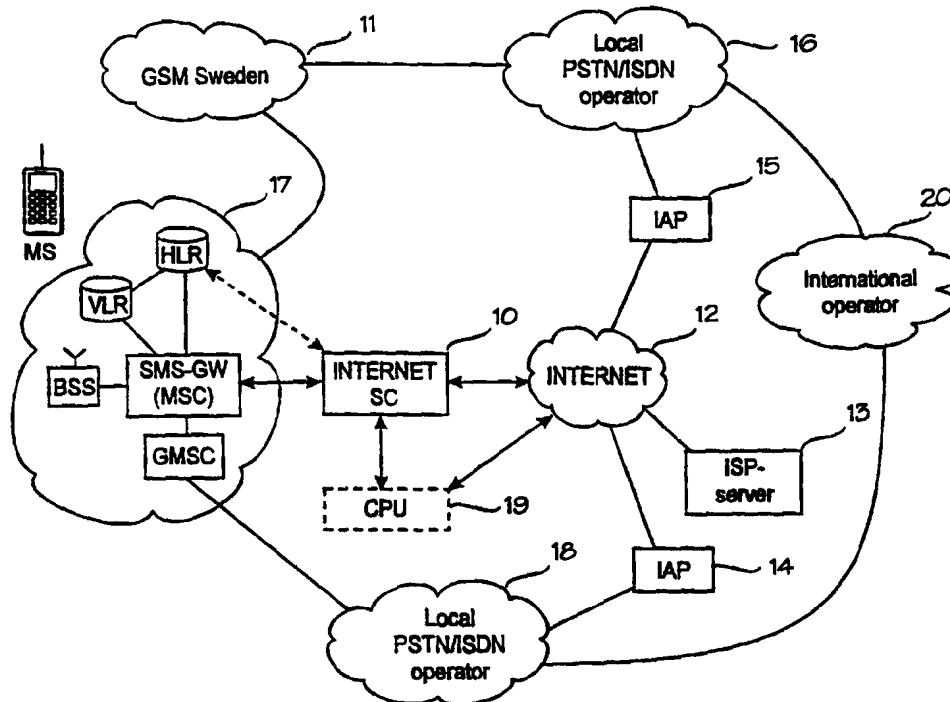 11
GSM Sweden
Local
PSTN/ISDN
operator
16
MS
17
HLR
VLR
BSS
SMS-GW
(MSC)
GMSC
10
INTERNET
SC
CPU
19
15
IAP
12
INTERNET
20
International
operator
13
ISP-
server
IAP
14
18
Local
PSTN/ISDN
operator